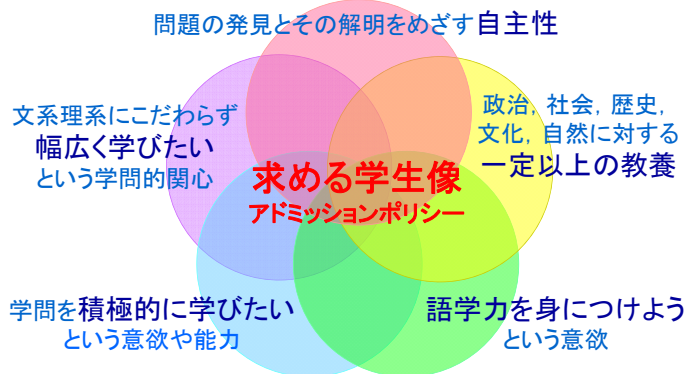 問題の発見とその解明をめざす自主性
文系理系にこだわらず
幅広く学びたい
という学問的関心
政治，社会，歴史，
文化，自然に対する
一定以上の教養
求める学生像
アドミッションポリシー
学問を積極的に学びたい
という意欲や能力
語学力を身につけよう
という意欲